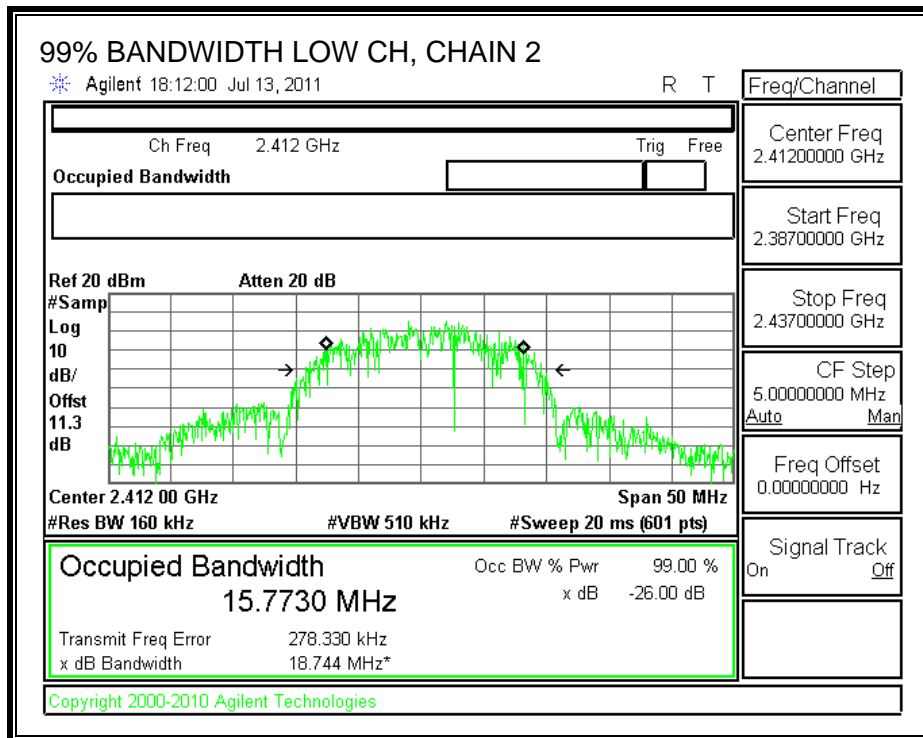 99% BANDWIDTH LOW CH, CHAIN 2
Agilent 18:12:00 Jul 13, 2011 R T
Ch Freq 2.412 GHz Trig Free
Occupied Bandwidth
Ref 20 dBm Atten 20 dB
#Samp
Log
10
dB/
Offst
11.3
dB
Center 2.412 00 GHz Span 50 MHz
#Res BW 160 kHz #VBW 510 kHz #Sweep 20 ms (601 pts)
Occupied Bandwidth Occ BW % Pwr 99.00 %
15.7730 MHz x dB -26.00 dB
Transmit Freq Error 278.330 kHz
x dB Bandwidth 18.744 MHz*
Copyright 2000-2010 Agilent Technologies
Freq/Channel
Center Freq
2.41200000 GHz
Start Freq
2.38700000 GHz
Stop Freq
2.43700000 GHz
CF Step
5.00000000 MHz
Auto Man
Freq Offset
0.00000000 Hz
Signal Track
On Off